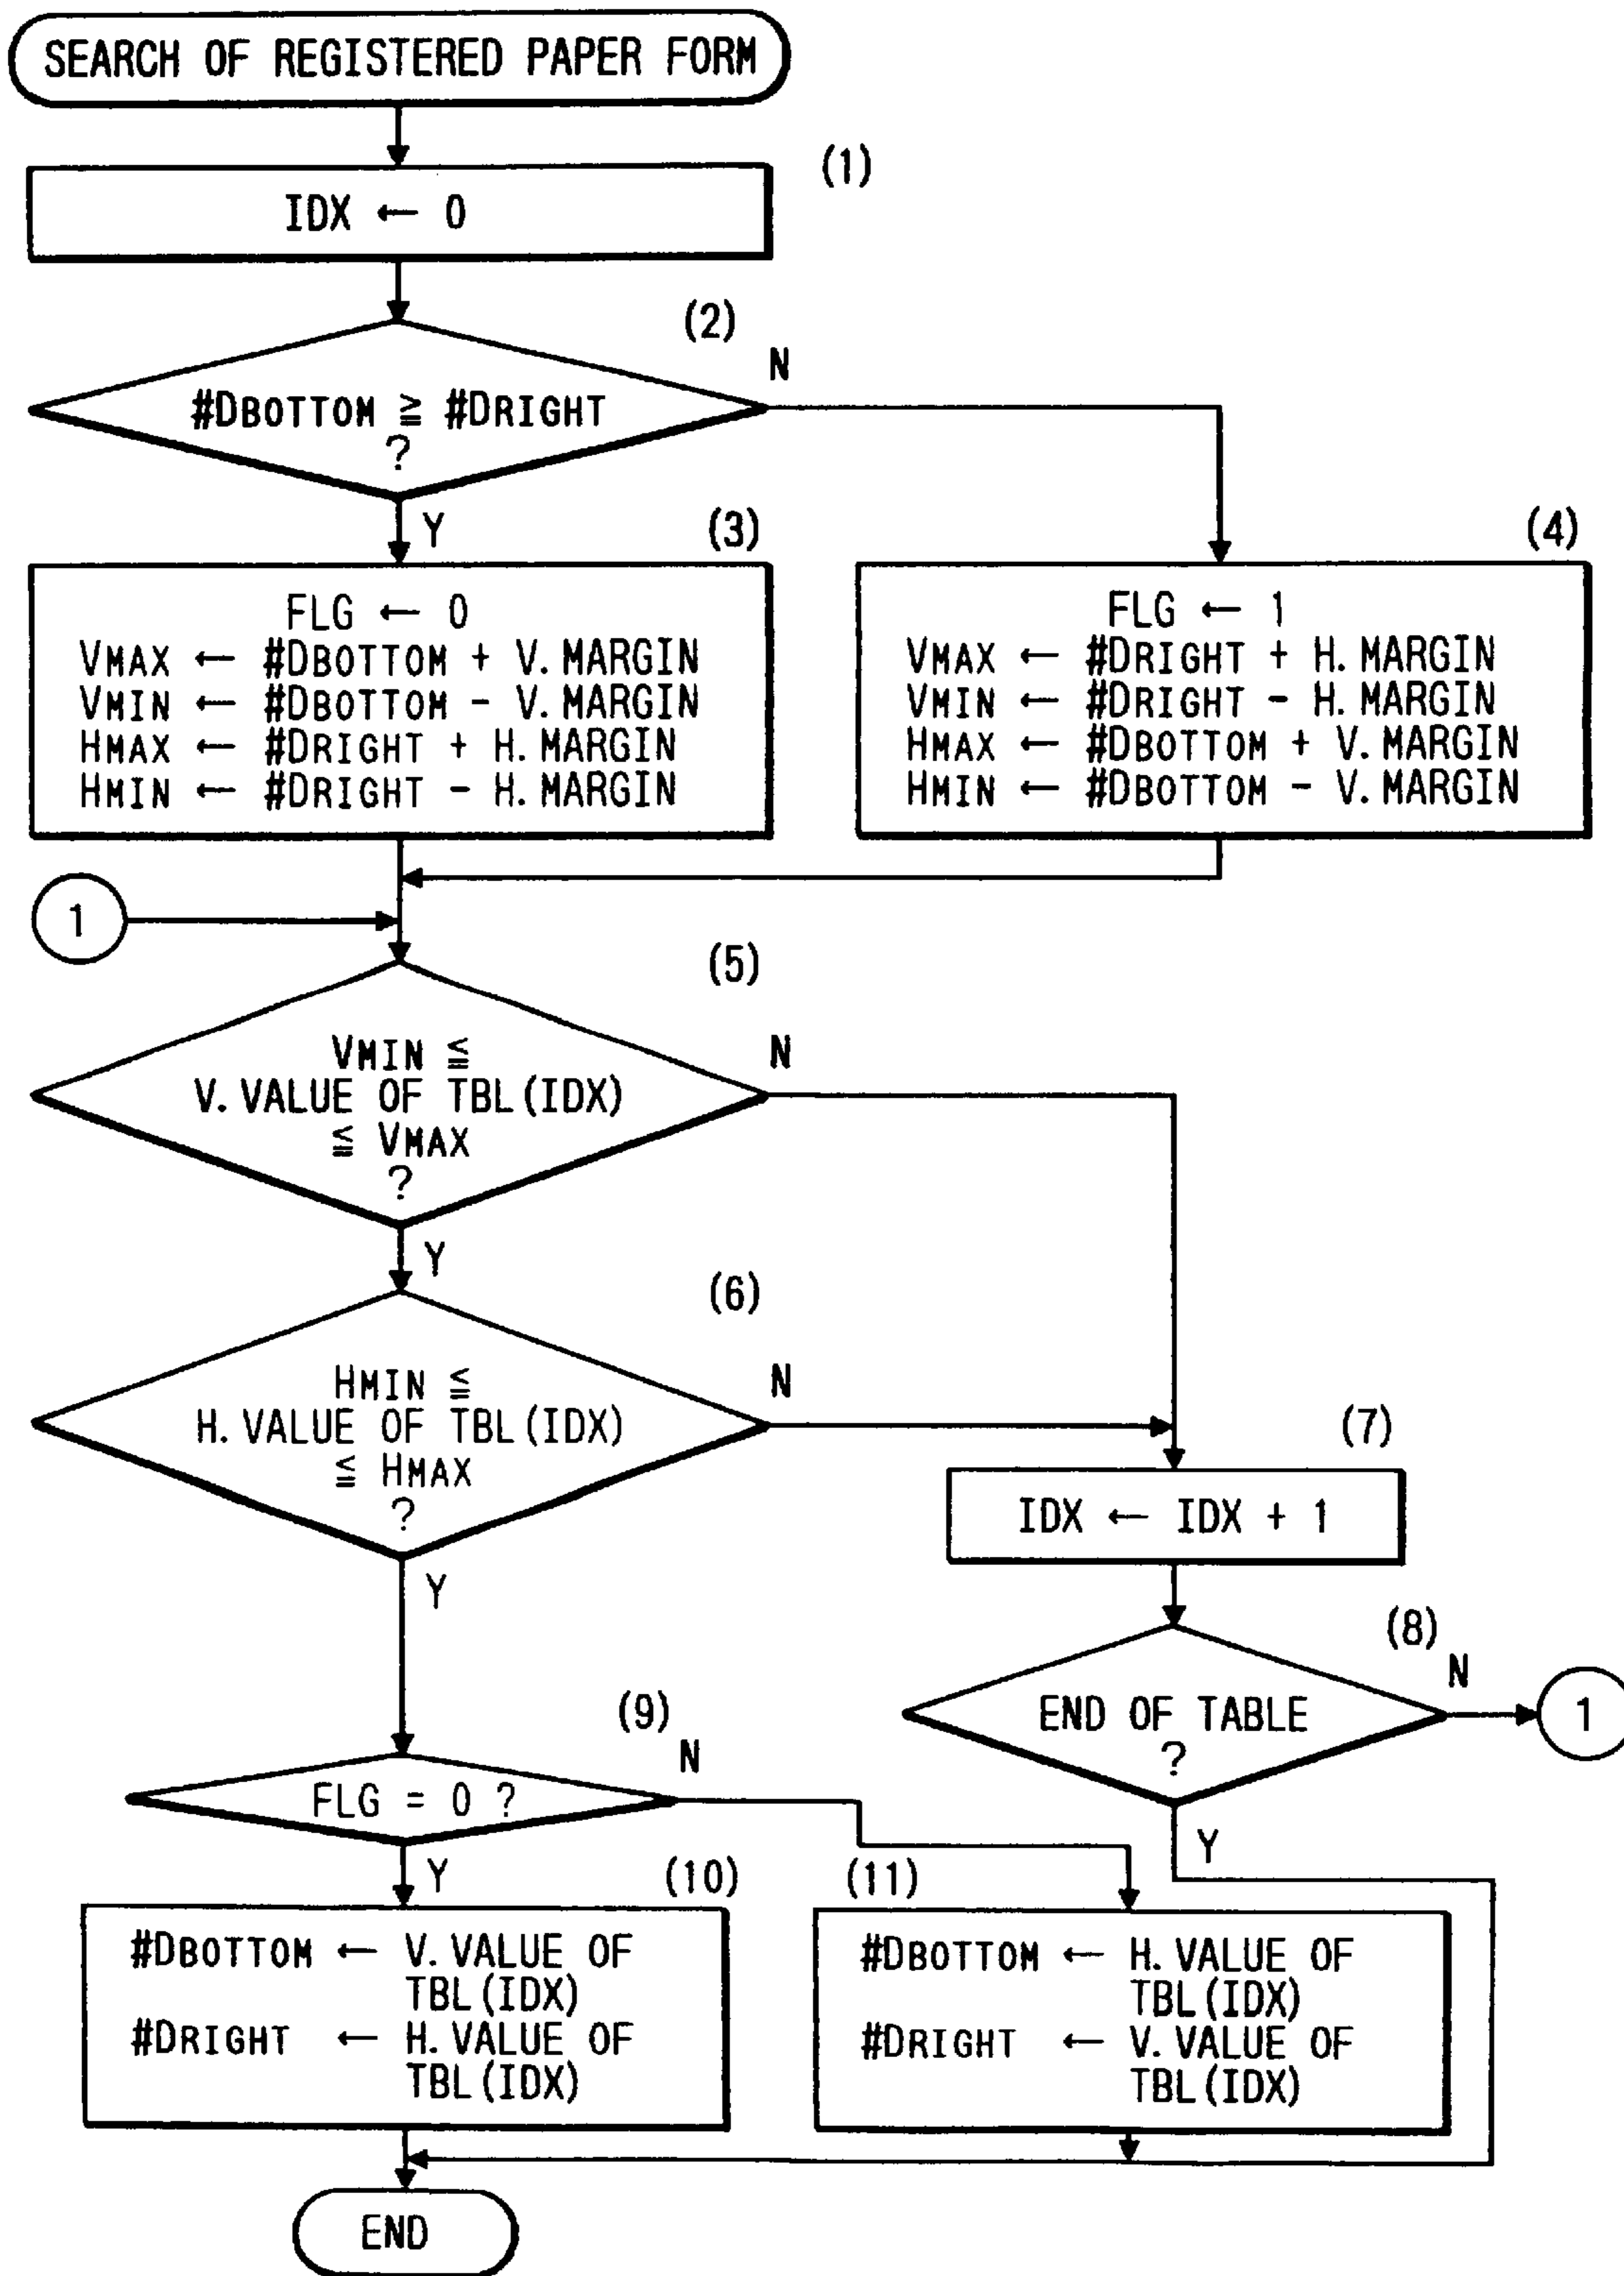 SEARCH OF REGISTERED PAPER FORM
(1)
IDX ← 0
(2)
#DBOTTOM ≧ #DRIGHT
?
N
Y
(3)
FLG ← 0
VMAX ← #DBOTTOM + V. MARGIN
VMIN ← #DBOTTOM - V. MARGIN
HMAX ← #DRIGHT + H. MARGIN
HMIN ← #DRIGHT - H. MARGIN
(4)
FLG ← 1
VMAX ← #DRIGHT + H. MARGIN
VMIN ← #DRIGHT - H. MARGIN
HMAX ← #DBOTTOM + V. MARGIN
HMIN ← #DBOTTOM - V. MARGIN
1
(5)
VMIN ≦
V. VALUE OF TBL(IDX)
≦ VMAX
?
N
Y
(6)
HMIN ≦
H. VALUE OF TBL(IDX)
≦ HMAX
?
N
Y
(7)
IDX ← IDX + 1
(8)
END OF TABLE
?
N
1
Y
(9)
FLG = 0 ?
N
Y
(10)
#DBOTTOM ← V. VALUE OF
TBL(IDX)
#DRIGHT ← H. VALUE OF
TBL(IDX)
(11)
#DBOTTOM ← H. VALUE OF
TBL(IDX)
#DRIGHT ← V. VALUE OF
TBL(IDX)
END